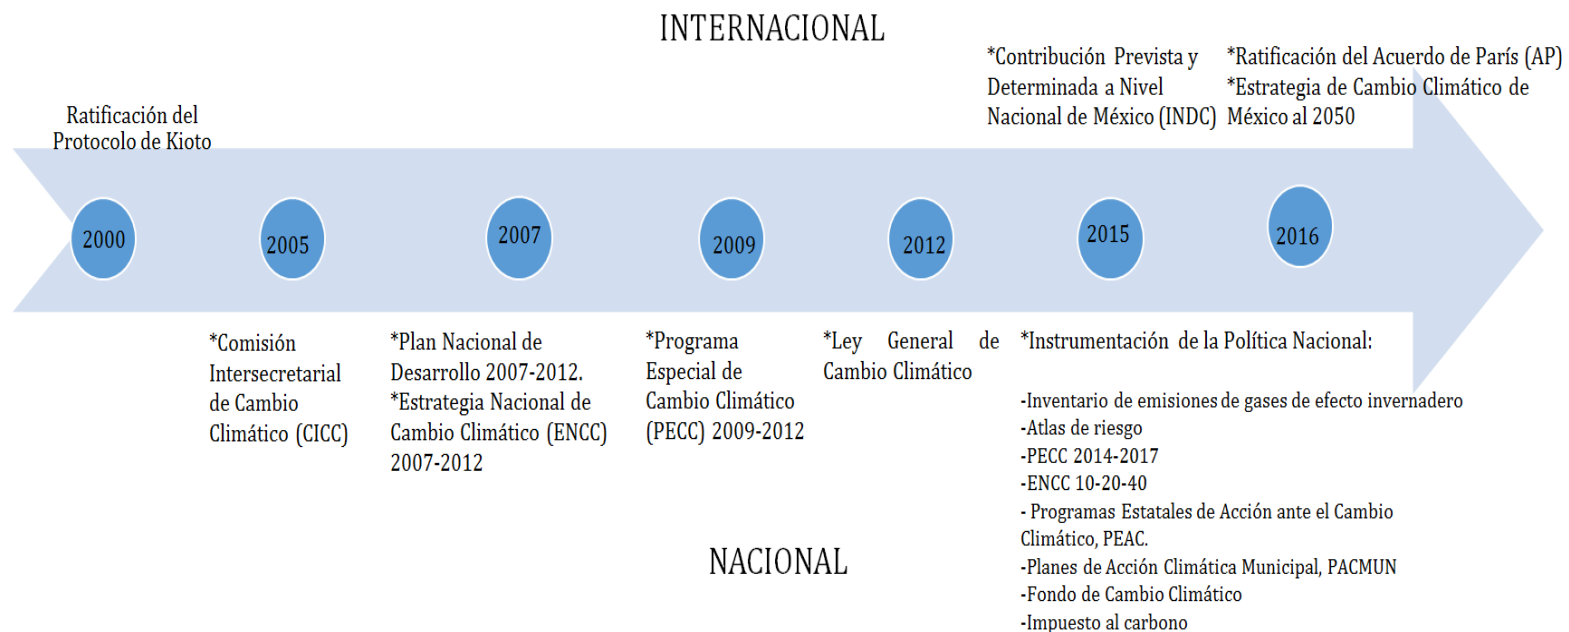 INTERNACIONAL
Ratificación del
Protocolo de Kioto
*Contribución Prevista y
Determinada a Nivel
Nacional de México (INDC)
*Ratificación del Acuerdo de París (AP)
*Estrategia de Cambio Climático de
México al 2050
2000
2005
2007
2009
2012
2015
2016
*Comisión
Intersecretarial
de Cambio
Climático (CICC)
*Plan Nacional de
Desarrollo 2007-2012.
*Estrategia Nacional de
Cambio Climático (ENCC)
2007-2012
*Programa
Especial de
Cambio Climático
(PECC) 2009-2012
*Ley General de
Cambio Climático
*Instrumentación de la Política Nacional:
-Inventario de emisiones de gases de efecto invernadero
-Atlas de riesgo
-PECC 2014-2017
-ENCC 10-20-40
- Programas Estatales de Acción ante el Cambio
Climático, PEAC.
-Planes de Acción Climática Municipal, PACMUN
-Fondo de Cambio Climático
-Impuesto al carbono
NACIONAL